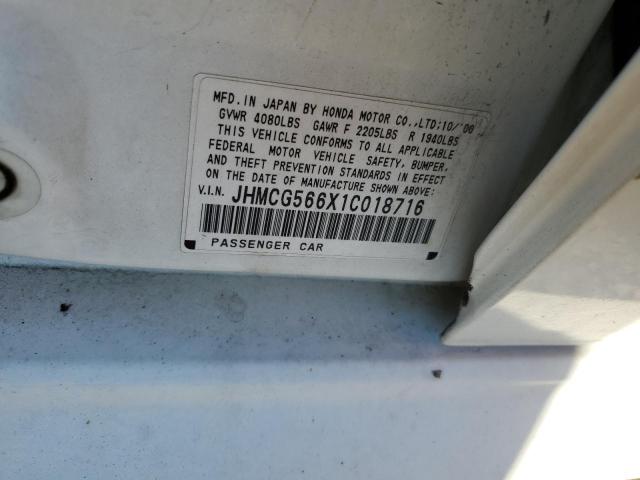 MFD. IN JAPAN BY HONDA MOTOR CO.,LTD:10/'00
GVWR 4080LBS GAWR F 2205LBS R 1940LBS
THIS VEHICLE CONFORMS TO ALL APPLICABLE
FEDERAL MOTOR VEHICLE SAFETY, BUMPER,
AND THEFT PREVENTION STANDARDS IN EFFECT
ON THE DATE OF MANUFACTURE SHOWN ABOVE:
V.I.N. JHMCG566X1C018716
PASSENGER CAR